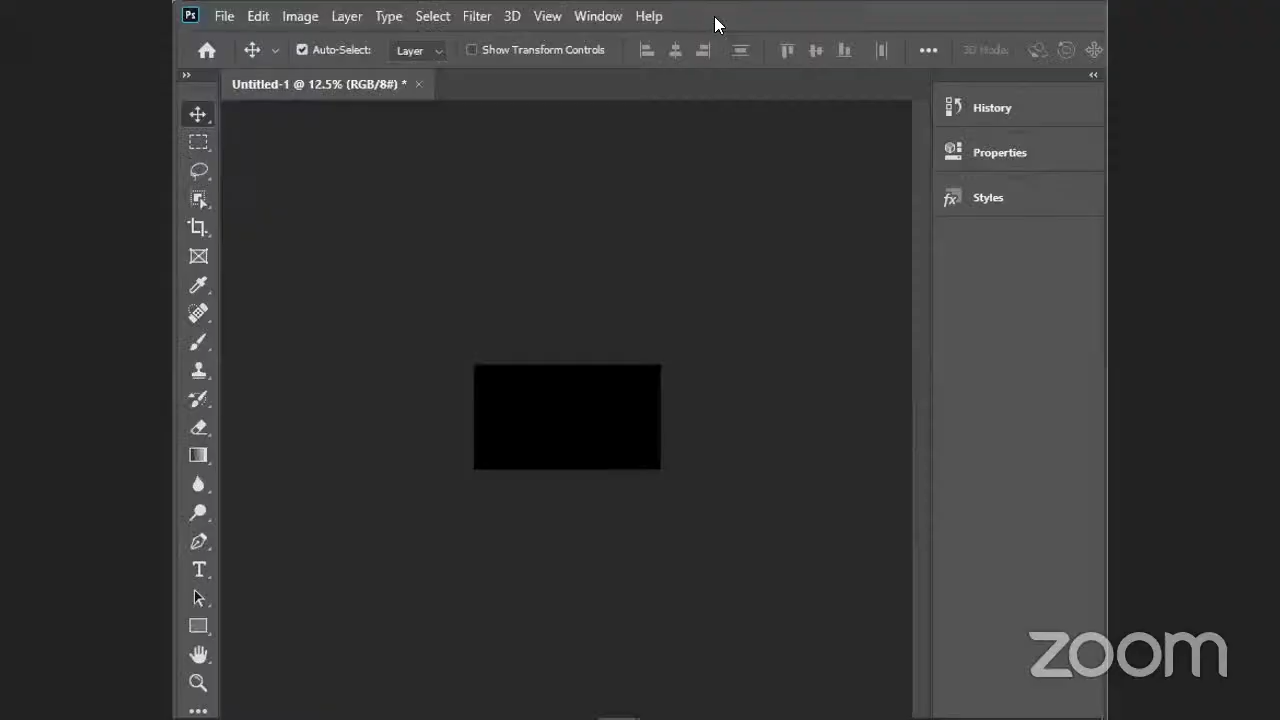 Ps File Edit Image Layer Type Select Filter 3D View Window Help
Auto-Select: Layer Show Transform Controls 3D Mode:
Untitled-1 @ 12.5% (RGB/8#) *
History
Properties
fx Styles
T
zoom